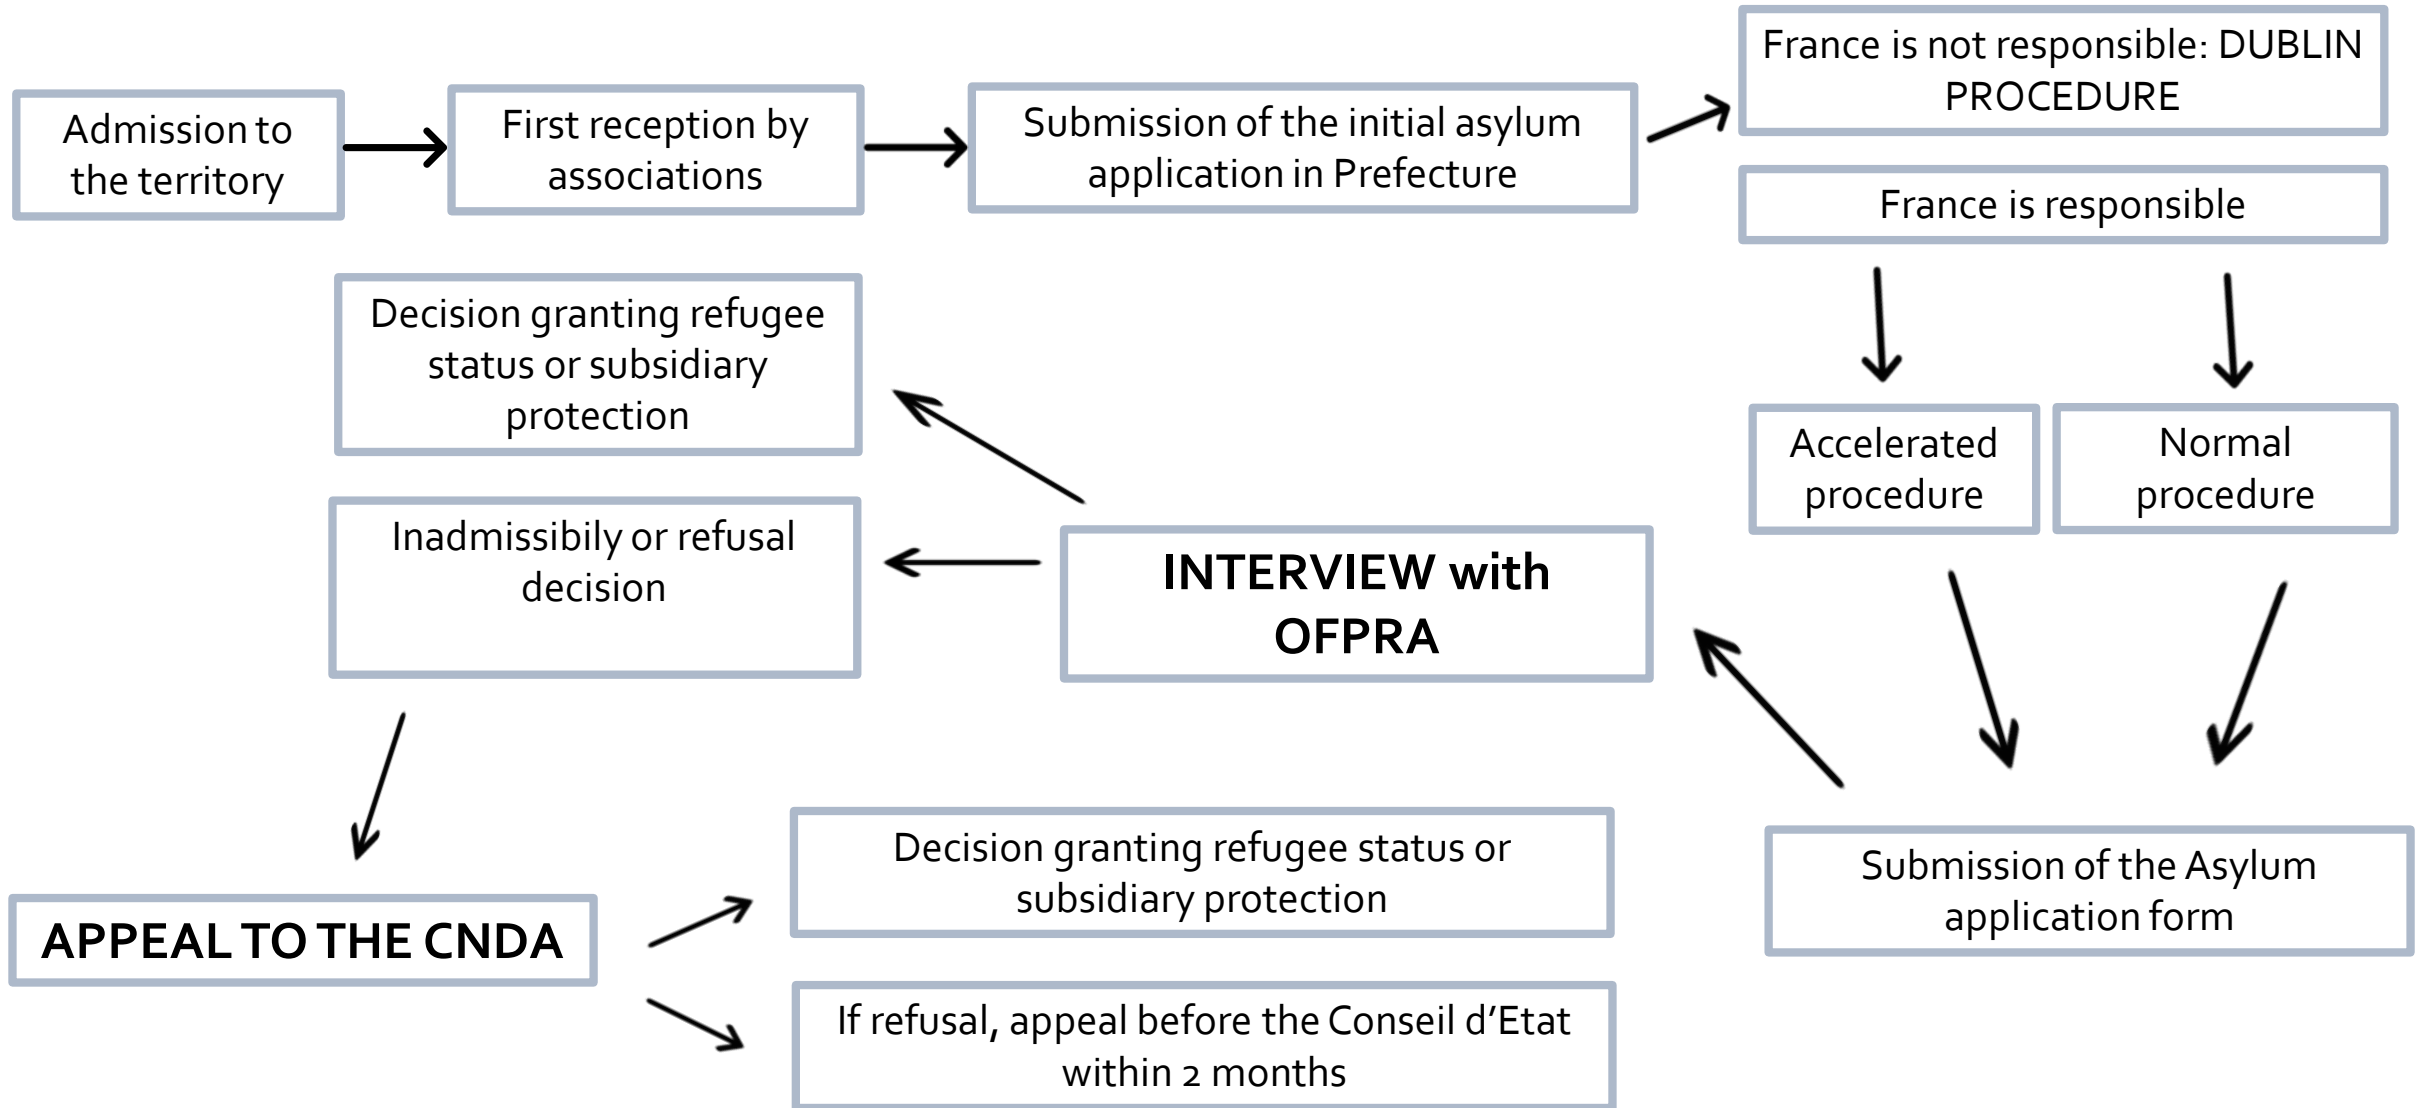 Admission to
the territory
First reception by
associations
Submission of the initial asylum
application in Prefecture
France is not responsible: DUBLIN
PROCEDURE
France is responsible
Accelerated
procedure
Normal
procedure
Submission of the Asylum
application form
INTERVIEW with
OFPRA
Decision granting refugee
status or subsidiary
protection
Inadmissibily or refusal
decision
APPEAL TO THE CNDA
Decision granting refugee status or
subsidiary protection
If refusal, appeal before the Conseil d’Etat
within 2 months